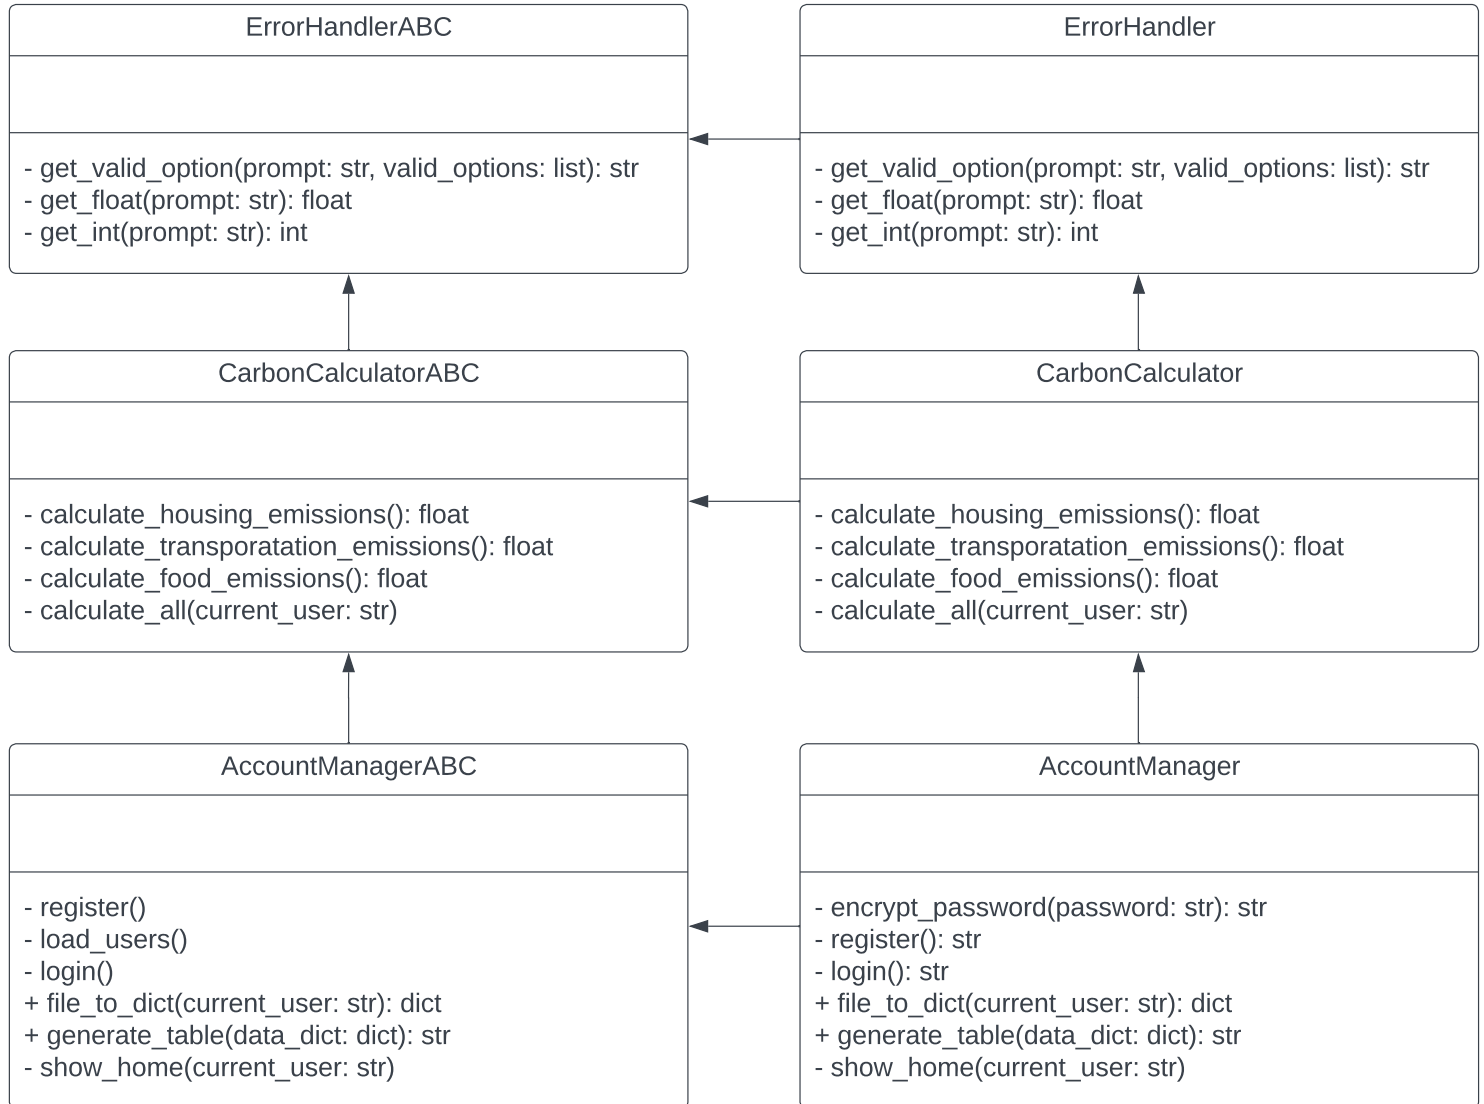 ErrorHandlerABC
- get_valid_option(prompt: str, valid_options: list): str
- get_float(prompt: str): float
- get_int(prompt: str): int
ErrorHandler
- get_valid_option(prompt: str, valid_options: list): str
- get_float(prompt: str): float
- get_int(prompt: str): int
CarbonCalculatorABC
- calculate_housing_emissions(): float
- calculate_transporatation_emissions(): float
- calculate_food_emissions(): float
- calculate_all(current_user: str)
CarbonCalculator
- calculate_housing_emissions(): float
- calculate_transporatation_emissions(): float
- calculate_food_emissions(): float
- calculate_all(current_user: str)
AccountManagerABC
- register()
- load_users()
- login()
+ file_to_dict(current_user: str): dict
+ generate_table(data_dict: dict): str
- show_home(current_user: str)
AccountManager
- encrypt_password(password: str): str
- register(): str
- login(): str
+ file_to_dict(current_user: str): dict
+ generate_table(data_dict: dict): str
- show_home(current_user: str)